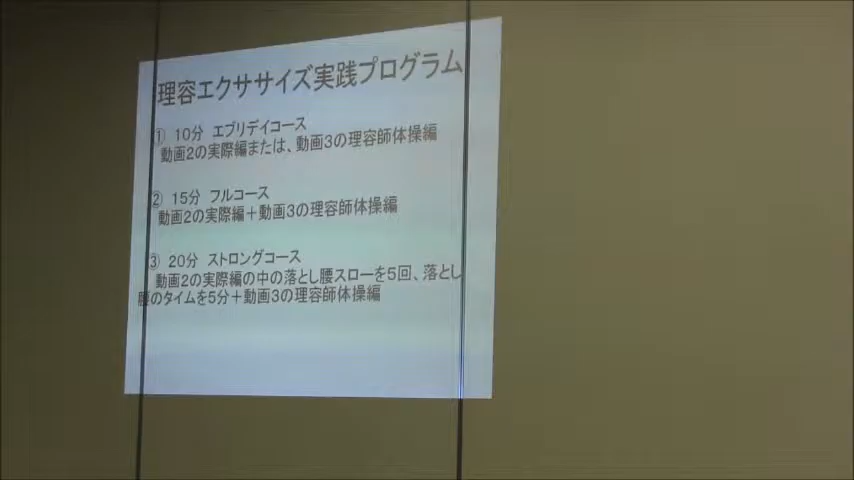 理容エクササイズ実践プログラム
① 10分 エブリデイコース
動画2の実際編または、動画3の理容師体操編
② 15分 フルコース
動画2の実際編＋動画3の理容師体操編
③ 20分 ストロングコース
動画2の実際編の中の落とし腰スローを5回、落とし
腰のタイムを5分＋動画3の理容師体操編